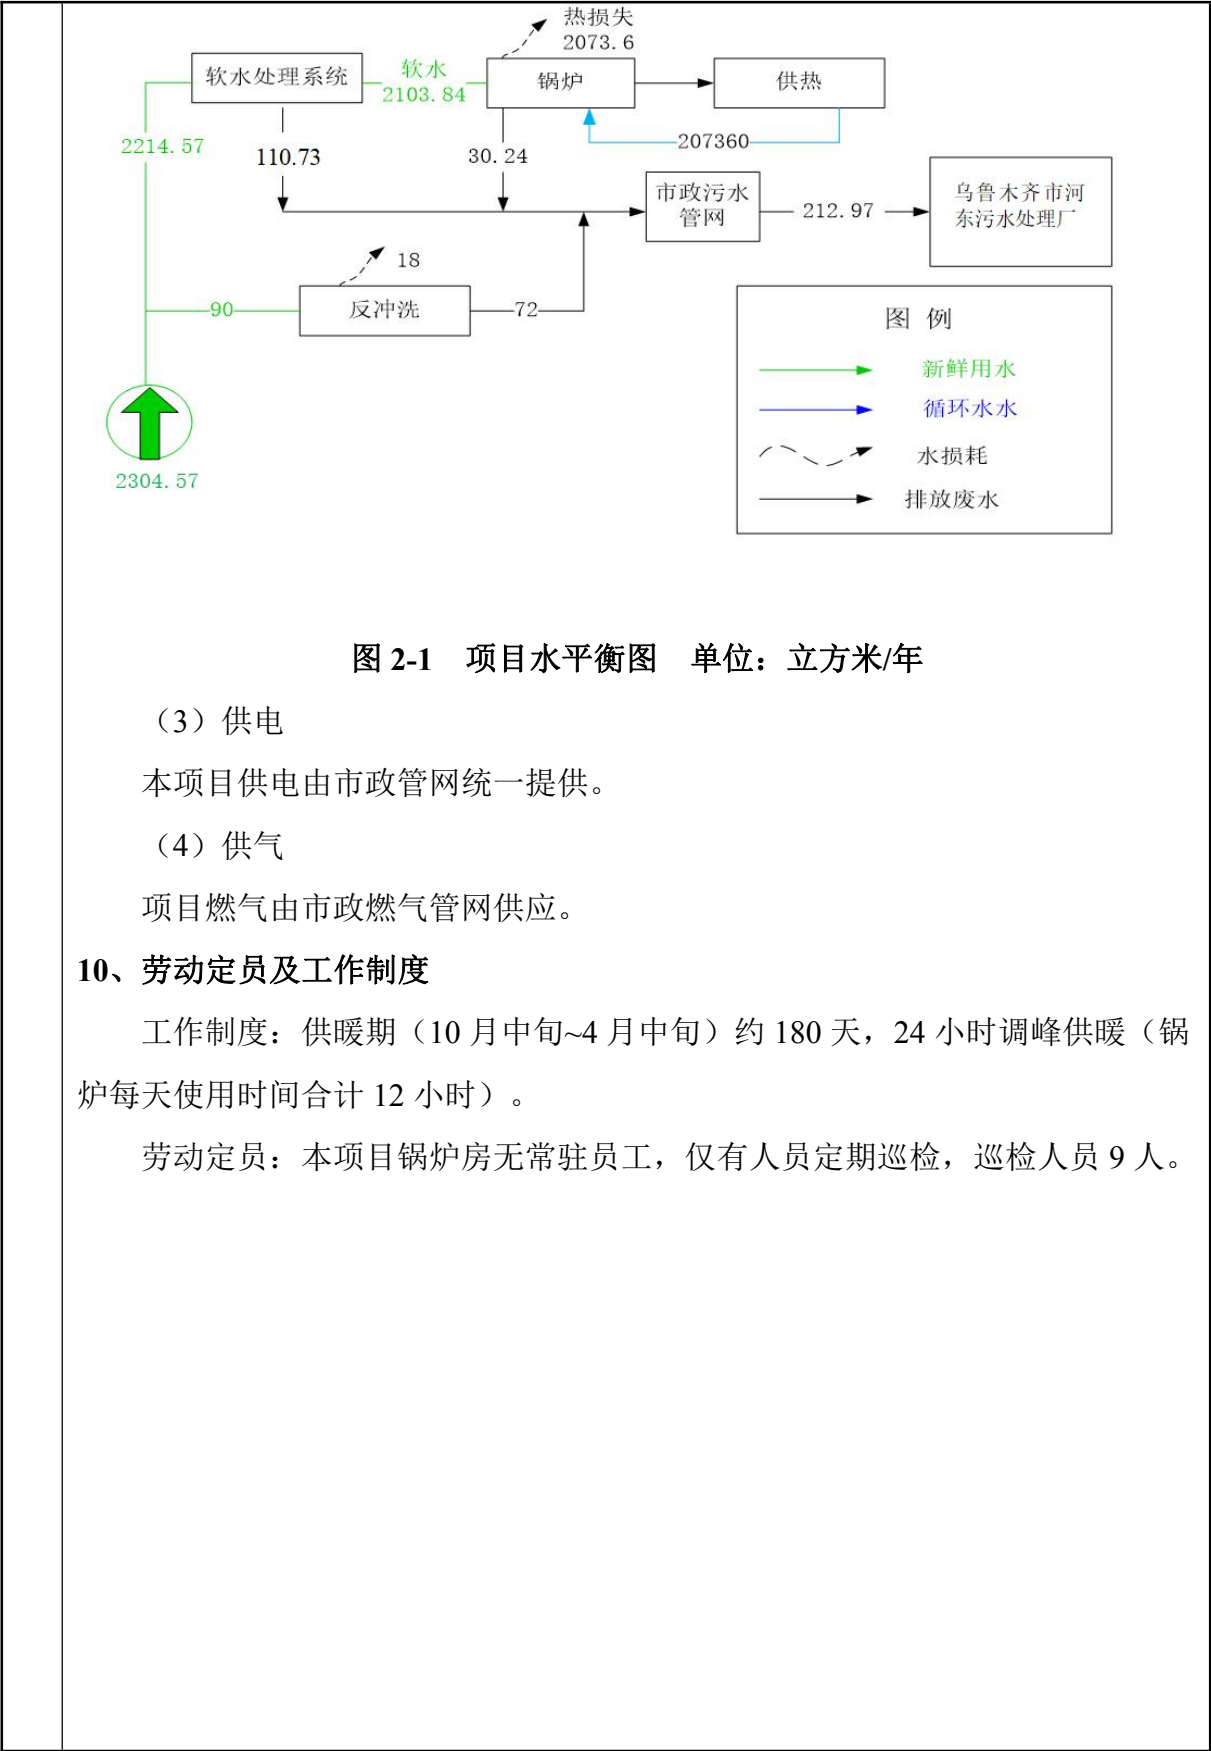 热损失
2073.6
软水处理系统
软水
2103.84
锅炉
供热
2214.57
110.73
30.24
207360
市政污水
管网
212.97
乌鲁木齐市河
东污水处理厂
18
90
反冲洗
72
2304.57
图 例
新鲜用水
循环水水
水损耗
排放废水
图 2-1 项目水平衡图 单位：立方米/年
（3）供电
本项目供电由市政管网统一提供。
（4）供气
项目燃气由市政燃气管网供应。
10、劳动定员及工作制度
工作制度：供暖期（10 月中旬~4 月中旬）约 180 天，24 小时调峰供暖（锅
炉每天使用时间合计 12 小时）。
劳动定员：本项目锅炉房无常驻员工，仅有人员定期巡检，巡检人员 9 人。